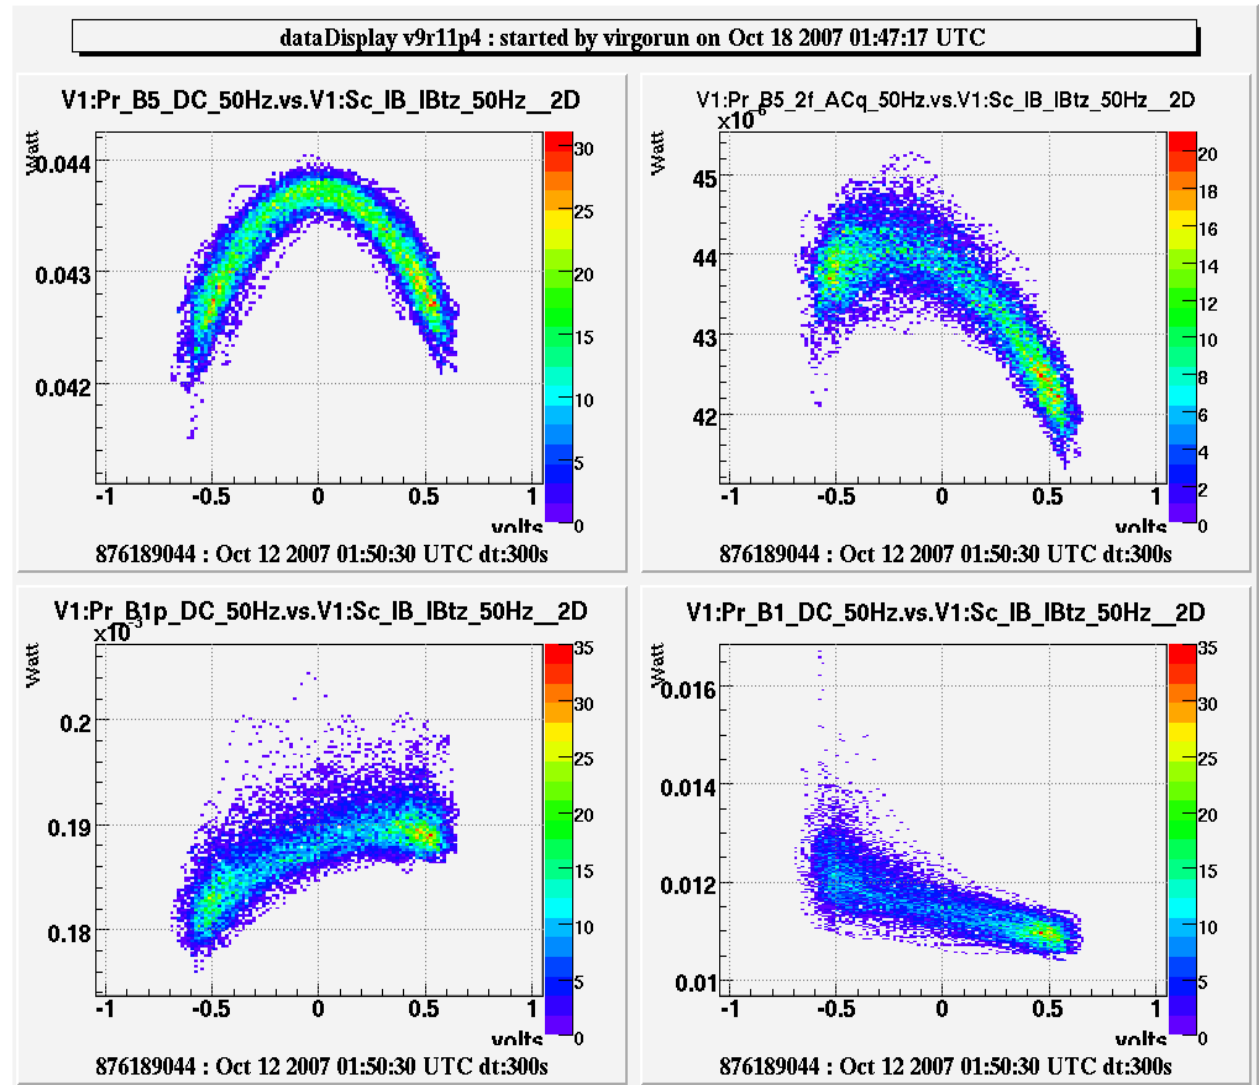 dataDisplay v9r11p4 : started by virgorun on Oct 18 2007 01:47:17 UTC
V1:Pr_B5_DC_50Hz.vs.V1:Sc_IB_IBtz_50Hz__2D
Watt
0.044
0.043
0.042
-1 -0.5 0 0.5 1
volts
30
25
20
15
10
5
0
876189044 : Oct 12 2007 01:50:30 UTC dt:300s
V1:Pr_B5_2f_ACq_50Hz.vs.V1:Sc_IB_IBtz_50Hz__2D
x10^-6
Watt
45
44
43
42
-1 -0.5 0 0.5 1
volts
20
18
16
14
12
10
8
6
4
2
0
876189044 : Oct 12 2007 01:50:30 UTC dt:300s
V1:Pr_B1p_DC_50Hz.vs.V1:Sc_IB_IBtz_50Hz__2D
x10^-3
Watt
0.2
0.19
0.18
-1 -0.5 0 0.5 1
volts
35
30
25
20
15
10
5
0
876189044 : Oct 12 2007 01:50:30 UTC dt:300s
V1:Pr_B1_DC_50Hz.vs.V1:Sc_IB_IBtz_50Hz__2D
Watt
0.016
0.014
0.012
0.01
-1 -0.5 0 0.5 1
volts
35
30
25
20
15
10
5
0
876189044 : Oct 12 2007 01:50:30 UTC dt:300s